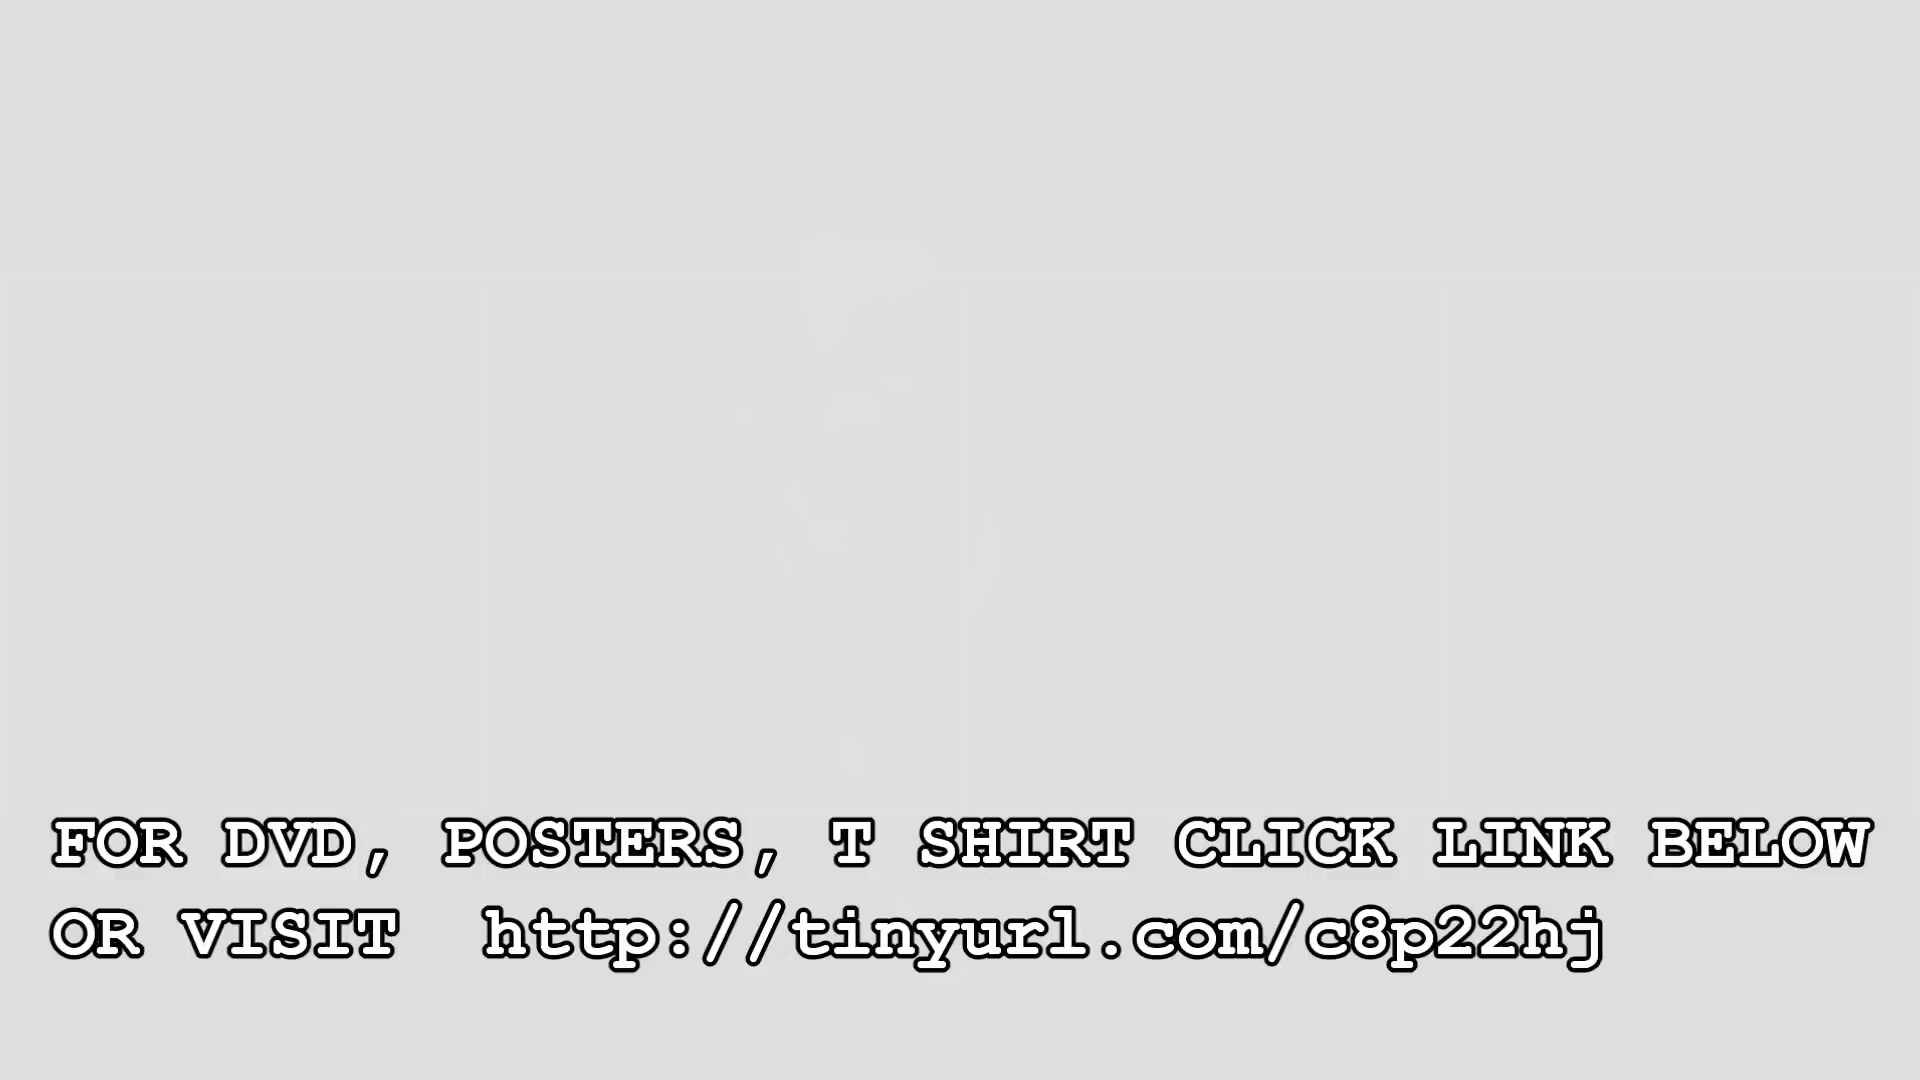 FOR DVD, POSTERS, T SHIRT CLICK LINK BELOW
OR VISIT  http://tinyurl.com/c8p22hj